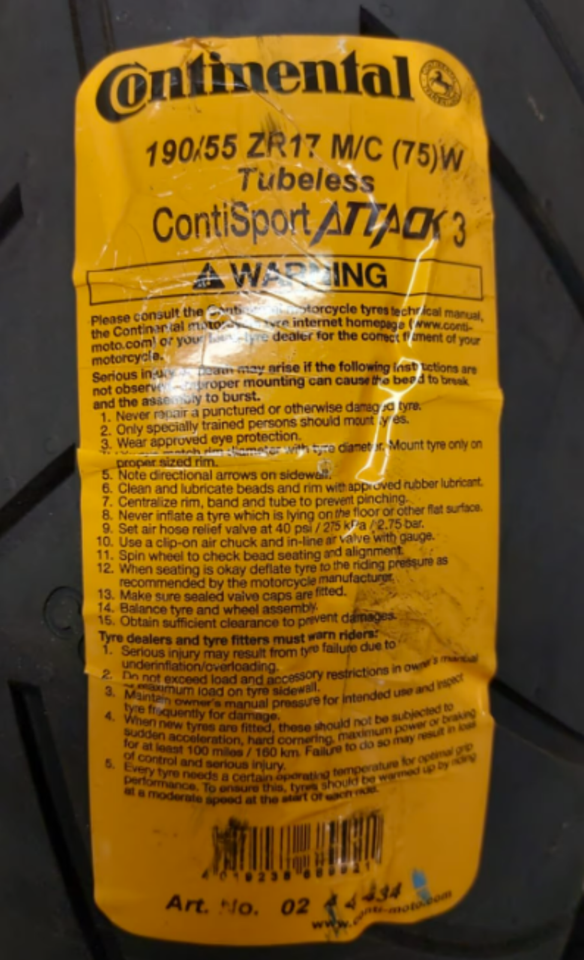 Continental
190/55 ZR17 M/C (75)W
Tubeless
ContiSport ATTACK 3
WARNING
Please consult the motorcycle tyres technical manual,
the Continental tyre internet homepage (www.conti-
moto.com) or your tyre dealer for the correct fitment of your
motorcycle.
Serious death may arise if the following instructions are
not improper mounting can cause the bead to break
and the assembly to burst.
1. Never repair a punctured or otherwise damaged tyre.
2. Only specially trained persons should mount tyres.
3. Wear approved eye protection.
match rim diameter with tyre diameter. Mount tyre only on
proper sized rim.
5. Note directional arrows on sidewall.
6. Clean and lubricate beads and rim with approved rubber lubricant.
7. Centralize rim, band and tube to prevent pinching.
8. Never inflate a tyre which is lying on the floor or other flat surface.
9. Set air hose relief valve at 40 psi / 275 kPa / 2.75 bar.
10. Use a clip-on air chuck and in-line valve with gauge.
11. Spin wheel to check bead seating and alignment.
12. When seating is okay deflate tyre to the riding pressure as
recommended by the motorcycle manufacturer.
13. Make sure sealed valve caps are fitted.
14. Balance tyre and wheel assembly.
15. Obtain sufficient clearance to prevent damages.
Tyre dealers and tyre fitters must warn riders:
1. Serious injury may result from tyre failure due to
underinflation/overloading.
2. Do not exceed load and accessory restrictions in owner's manual
or maximum load on tyre sidewall.
3. Maintain owner's manual pressure for intended use and inspect
tyre frequently for damage.
4. When new tyres are fitted, these should not be subjected to
sudden acceleration, hard cornering, maximum power or braking
for at least 100 miles / 160 km. Failure to do so may result in loss
of control and serious injury.
5. Every tyre needs a certain operating temperature for optimal grip
performance. To ensure this, tyres should be warmed up by riding
at a moderate speed at the start of each ride.
Art. No. 02 4 4 434
www.conti-moto.com